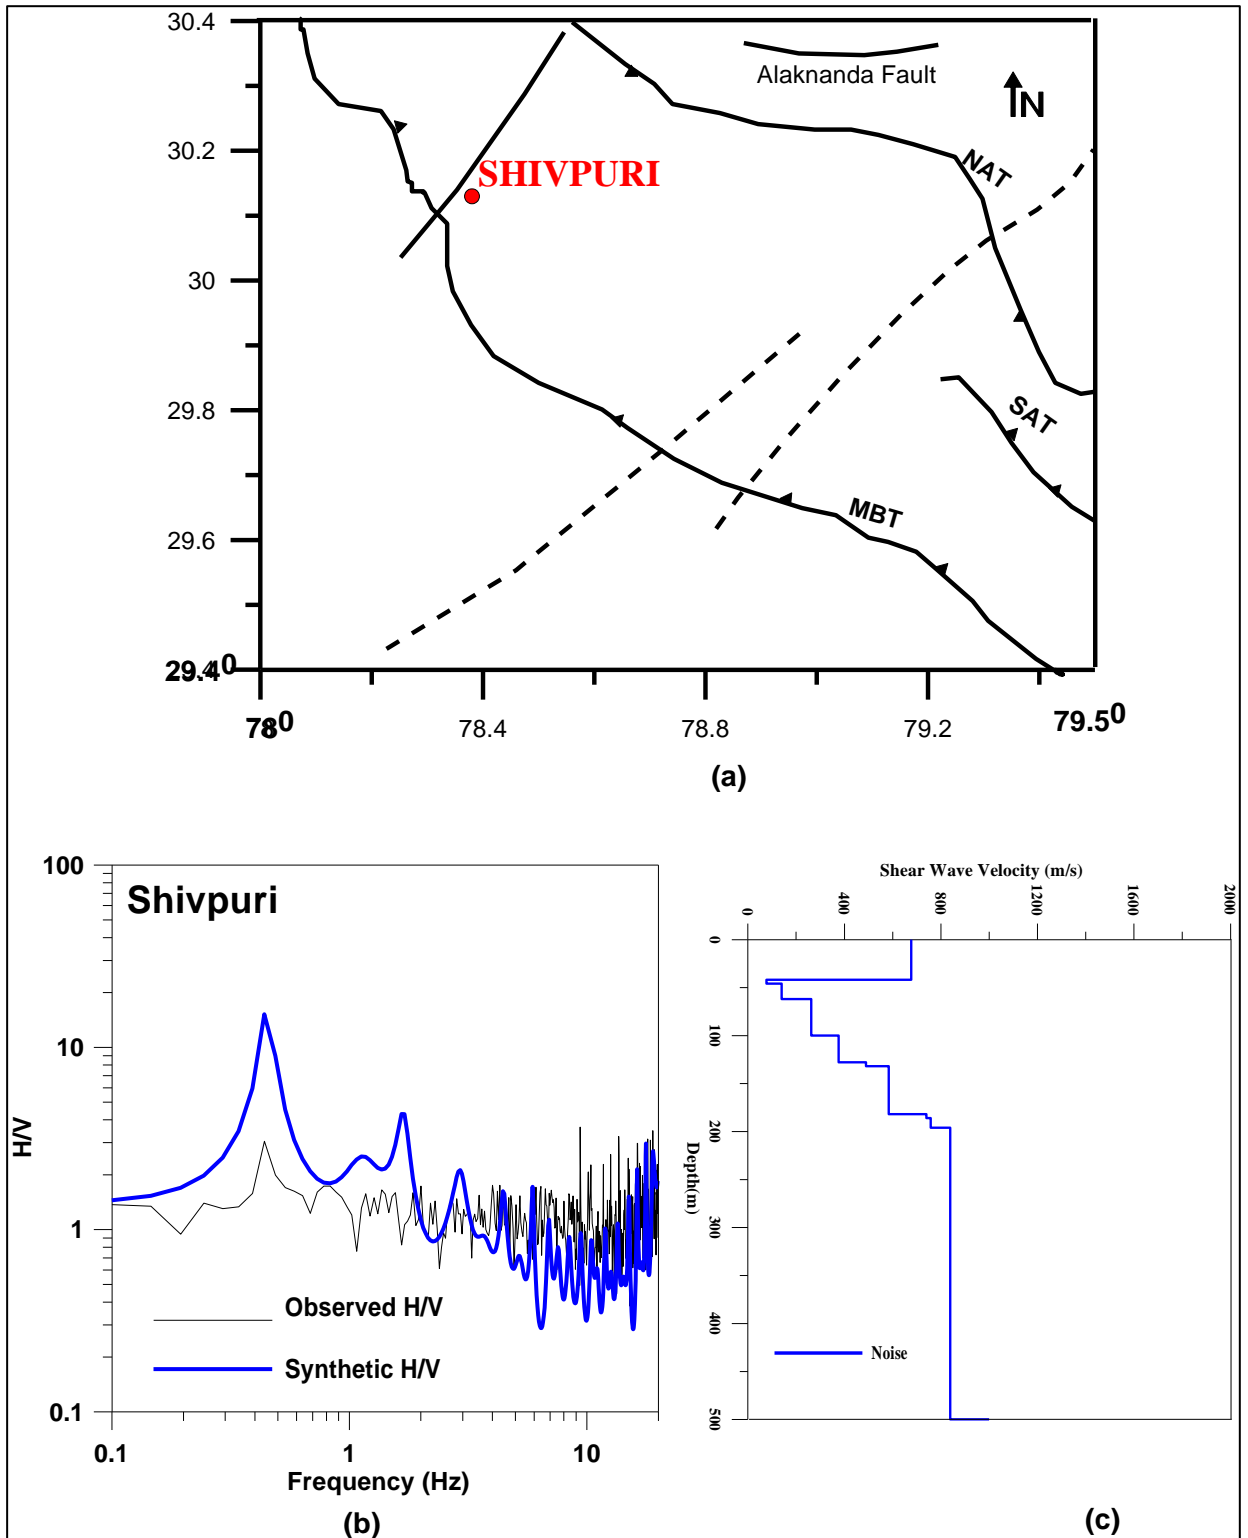 30.4
Alaknanda Fault
N
30.2
NAT
SHIVPURI
30
29.8
SAT
MBT
29.6
29.4⁰
78⁰
78.4
78.8
79.2
79.5⁰
(a)
100
Shivpuri
10
H/V
1
Observed H/V
Synthetic H/V
0.1
0.1
1
10
Frequency (Hz)
(b)
Shear Wave Velocity (m/s)
0
400
800
1200
1600
2000
0
100
200
Depth(m)
300
400
Noise
500
(c)